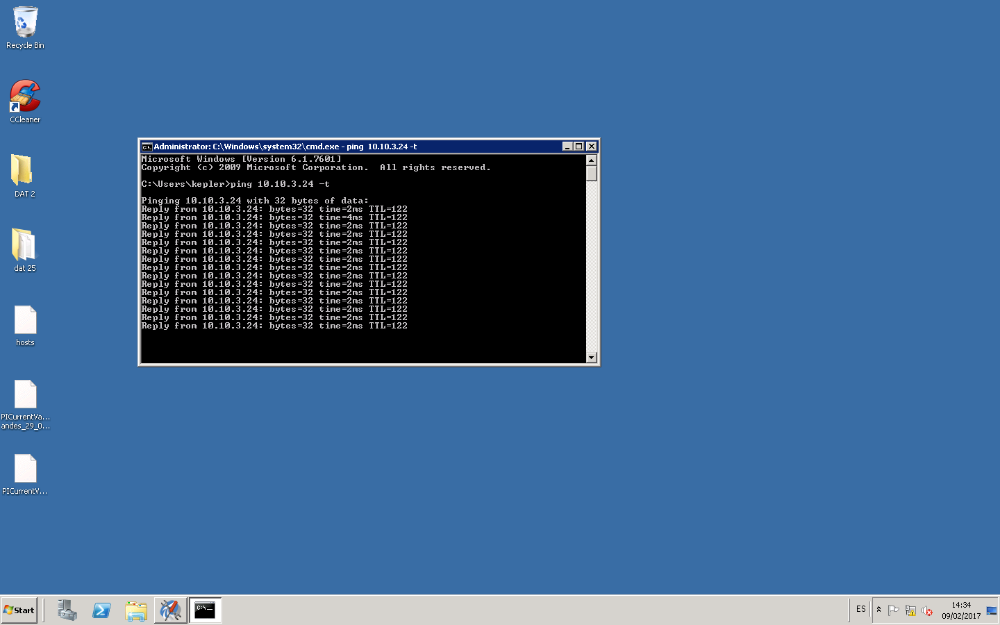 Recycle Bin
CCleaner
DAT 2
dat 25
hosts
PICurrentVa...
andes_29_0...
PICurrentV...
Administrator: C:\Windows\system32\cmd.exe - ping  10.10.3.24 -t
Microsoft Windows [Version 6.1.7601]
Copyright (c) 2009 Microsoft Corporation.  All rights reserved.
C:\Users\kepler>ping 10.10.3.24 -t
Pinging 10.10.3.24 with 32 bytes of data:
Reply from 10.10.3.24: bytes=32 time=2ms TTL=122
Reply from 10.10.3.24: bytes=32 time=4ms TTL=122
Reply from 10.10.3.24: bytes=32 time=2ms TTL=122
Reply from 10.10.3.24: bytes=32 time=2ms TTL=122
Reply from 10.10.3.24: bytes=32 time=2ms TTL=122
Reply from 10.10.3.24: bytes=32 time=2ms TTL=122
Reply from 10.10.3.24: bytes=32 time=2ms TTL=122
Reply from 10.10.3.24: bytes=32 time=2ms TTL=122
Reply from 10.10.3.24: bytes=32 time=2ms TTL=122
Reply from 10.10.3.24: bytes=32 time=2ms TTL=122
Reply from 10.10.3.24: bytes=32 time=2ms TTL=122
Reply from 10.10.3.24: bytes=32 time=2ms TTL=122
Reply from 10.10.3.24: bytes=32 time=2ms TTL=122
Reply from 10.10.3.24: bytes=32 time=2ms TTL=122
Reply from 10.10.3.24: bytes=32 time=2ms TTL=122
Start
C:\.
ES
14:34
09/02/2017